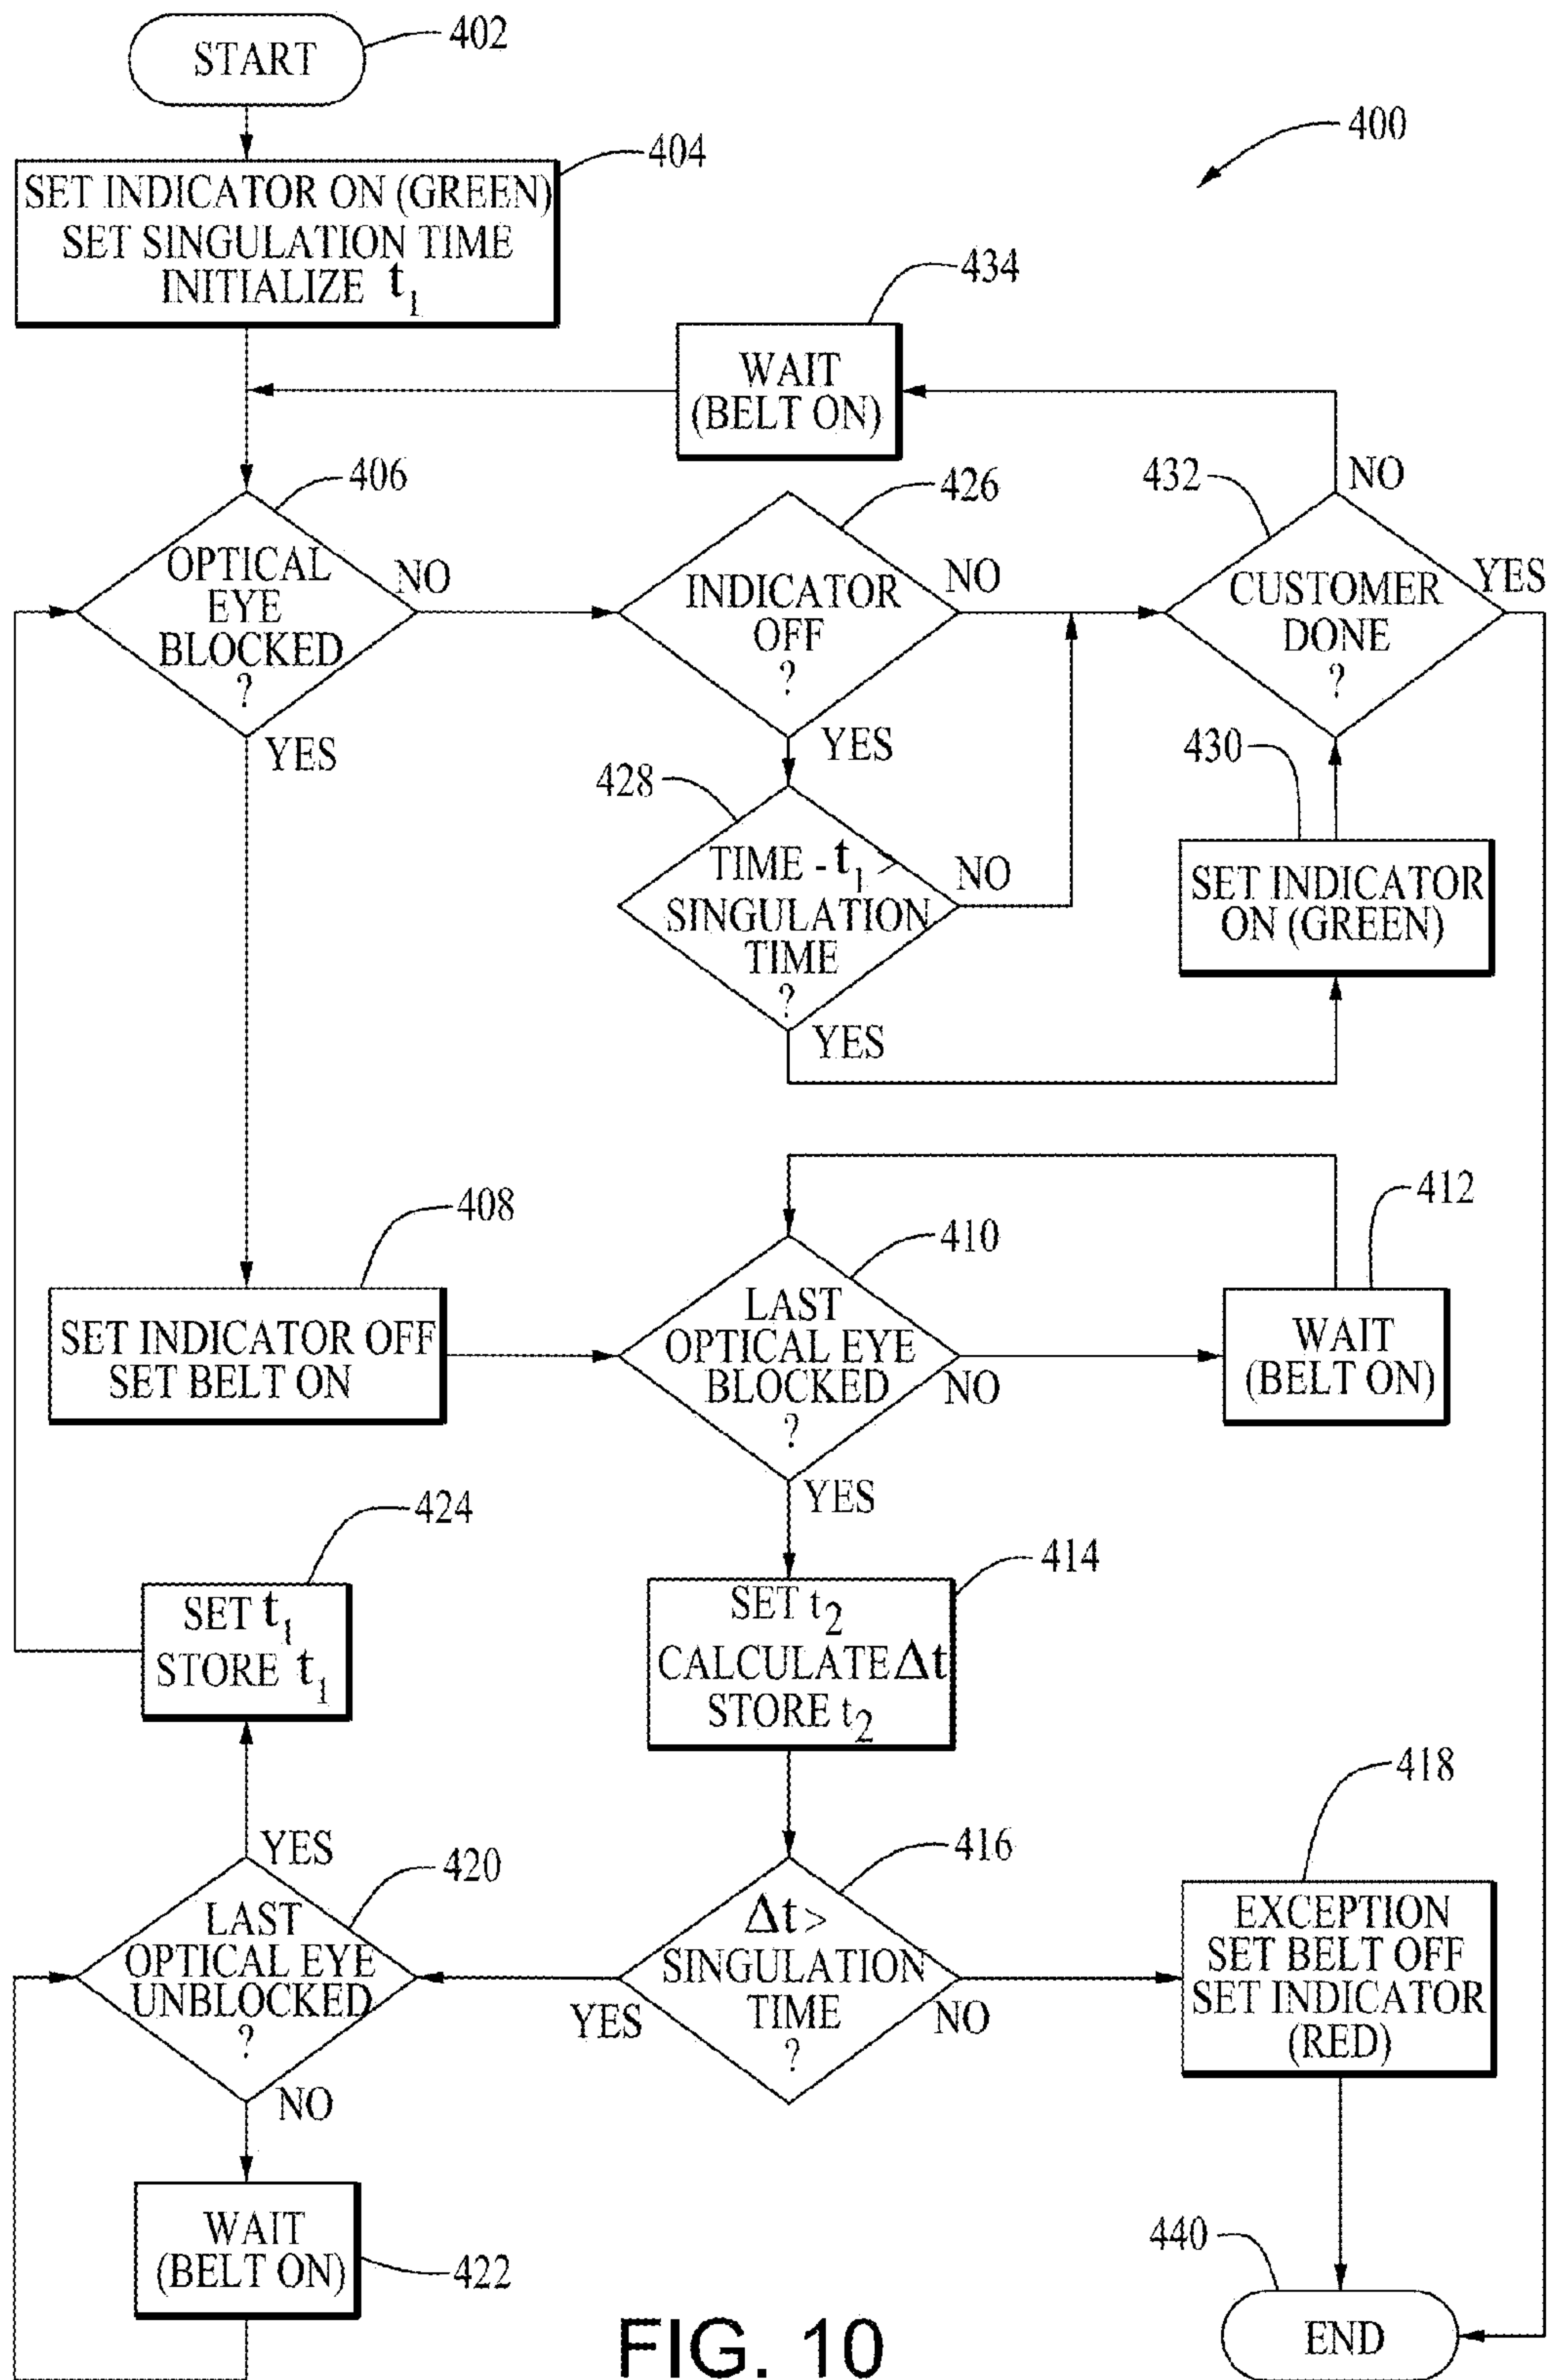 402
START
400
404
SET INDICATOR ON (GREEN)
SET SINGULATION TIME
INITIALIZE t1
434
WAIT
(BELT ON)
406
OPTICAL
EYE
BLOCKED
?
NO
YES
426
INDICATOR
OFF
?
NO
YES
432
NO
CUSTOMER
DONE
?
YES
428
TIME - t1 >
SINGULATION
TIME
?
NO
YES
430
SET INDICATOR
ON (GREEN)
408
SET INDICATOR OFF
SET BELT ON
410
LAST
OPTICAL EYE
BLOCKED
?
NO
YES
412
WAIT
(BELT ON)
424
SET t1
STORE t1
414
SET t2
CALCULATE Δt
STORE t2
416
Δt>
SINGULATION
TIME
?
YES
NO
418
EXCEPTION
SET BELT OFF
SET INDICATOR
(RED)
YES
420
LAST
OPTICAL EYE
UNBLOCKED
?
NO
WAIT
(BELT ON)
422
440
END
FIG. 10